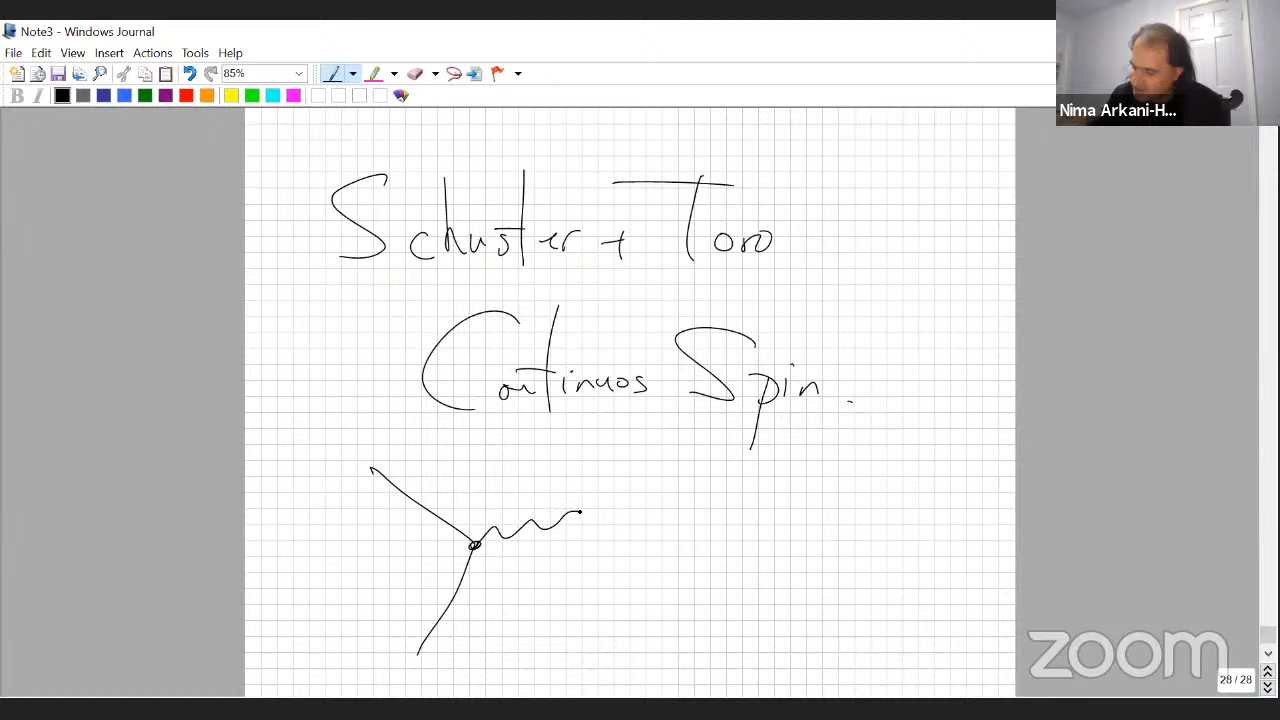 Note3 - Windows Journal
File Edit View Insert Actions Tools Help
85%
B I
Nima Arkani-H...
Schuster + Toro
Continuos Spin.
zoom
28 / 28